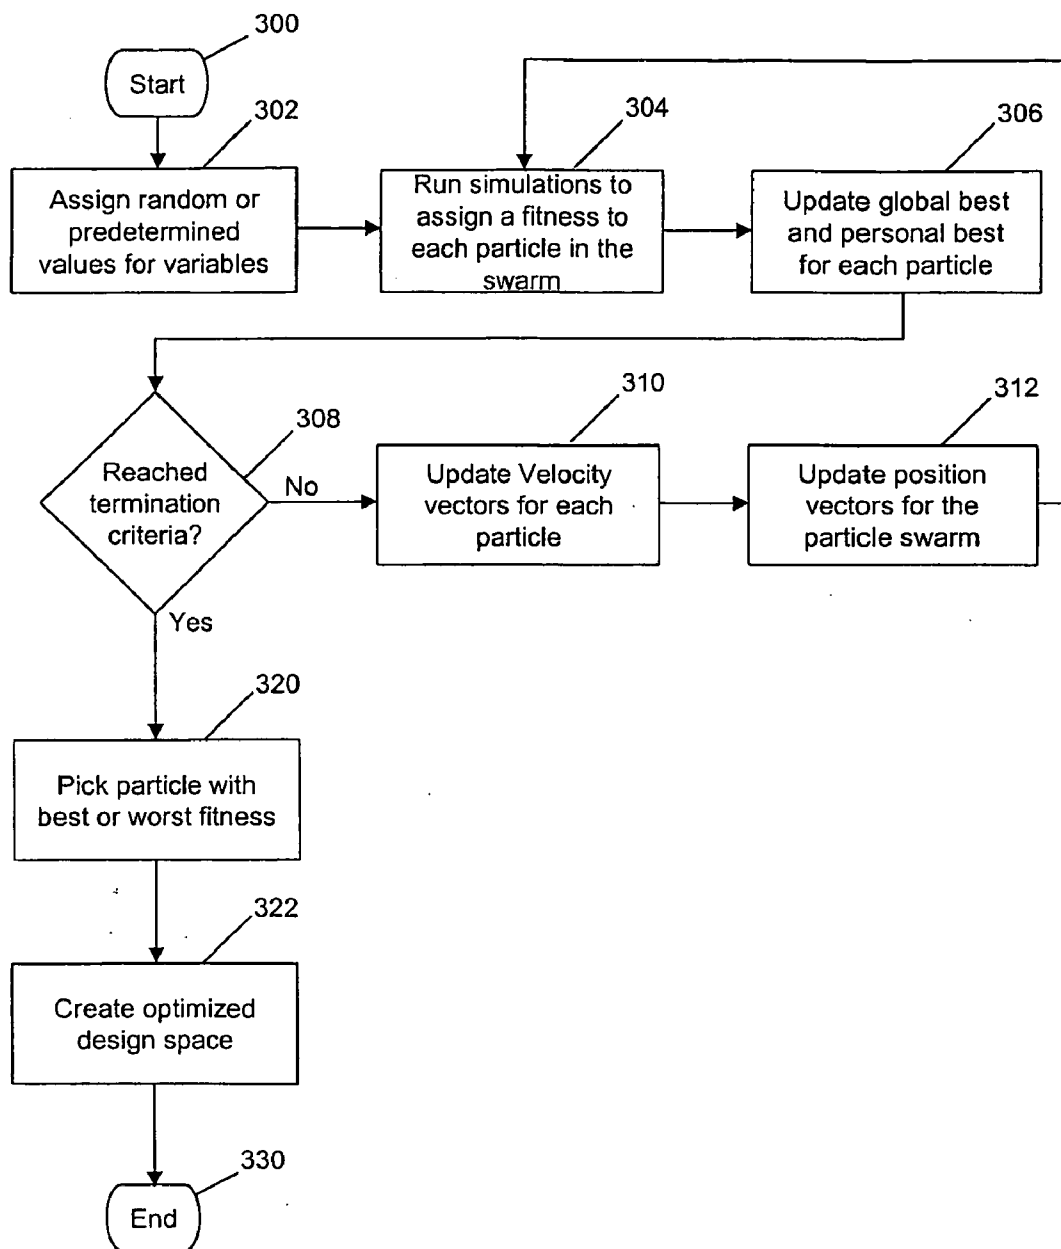 300
Start
302
Assign random or
predetermined
values for variables
304
Run simulations to
assign a fitness to
each particle in the
swarm
306
Update global best
and personal best
for each particle
308
Reached
termination
criteria?
No
Yes
310
Update Velocity
vectors for each
particle
312
Update position
vectors for the
particle swarm
320
Pick particle with
best or worst fitness
322
Create optimized
design space
330
End